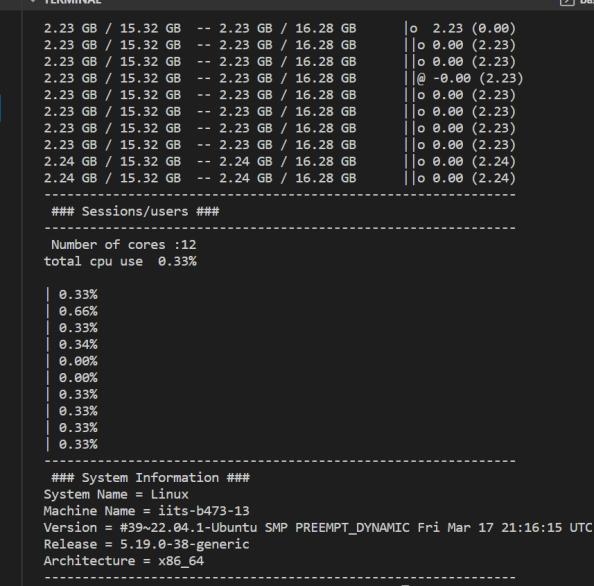 TERMINAL
2.23 GB / 15.32 GB  -- 2.23 GB / 16.28 GB      |o  2.23 (0.00)
2.23 GB / 15.32 GB  -- 2.23 GB / 16.28 GB      ||o 0.00 (2.23)
2.23 GB / 15.32 GB  -- 2.23 GB / 16.28 GB      ||o 0.00 (2.23)
2.23 GB / 15.32 GB  -- 2.23 GB / 16.28 GB      ||@ -0.00 (2.23)
2.23 GB / 15.32 GB  -- 2.23 GB / 16.28 GB      ||o 0.00 (2.23)
2.23 GB / 15.32 GB  -- 2.23 GB / 16.28 GB      ||o 0.00 (2.23)
2.23 GB / 15.32 GB  -- 2.23 GB / 16.28 GB      ||o 0.00 (2.23)
2.23 GB / 15.32 GB  -- 2.23 GB / 16.28 GB      ||o 0.00 (2.23)
2.24 GB / 15.32 GB  -- 2.24 GB / 16.28 GB      ||o 0.00 (2.24)
2.24 GB / 15.32 GB  -- 2.24 GB / 16.28 GB      ||o 0.00 (2.24)
--------------------------------------------------------------
### Sessions/users ###
--------------------------------------------------------------
Number of cores :12
total cpu use  0.33%
| 0.33%
| 0.66%
| 0.33%
| 0.34%
| 0.00%
| 0.00%
| 0.33%
| 0.33%
| 0.33%
| 0.33%
--------------------------------------------------------------
### System Information ###
System Name = Linux
Machine Name = iits-b473-13
Version = #39~22.04.1-Ubuntu SMP PREEMPT_DYNAMIC Fri Mar 17 21:16:15 UTC
Release = 5.19.0-38-generic
Architecture = x86_64
--------------------------------------------------------------